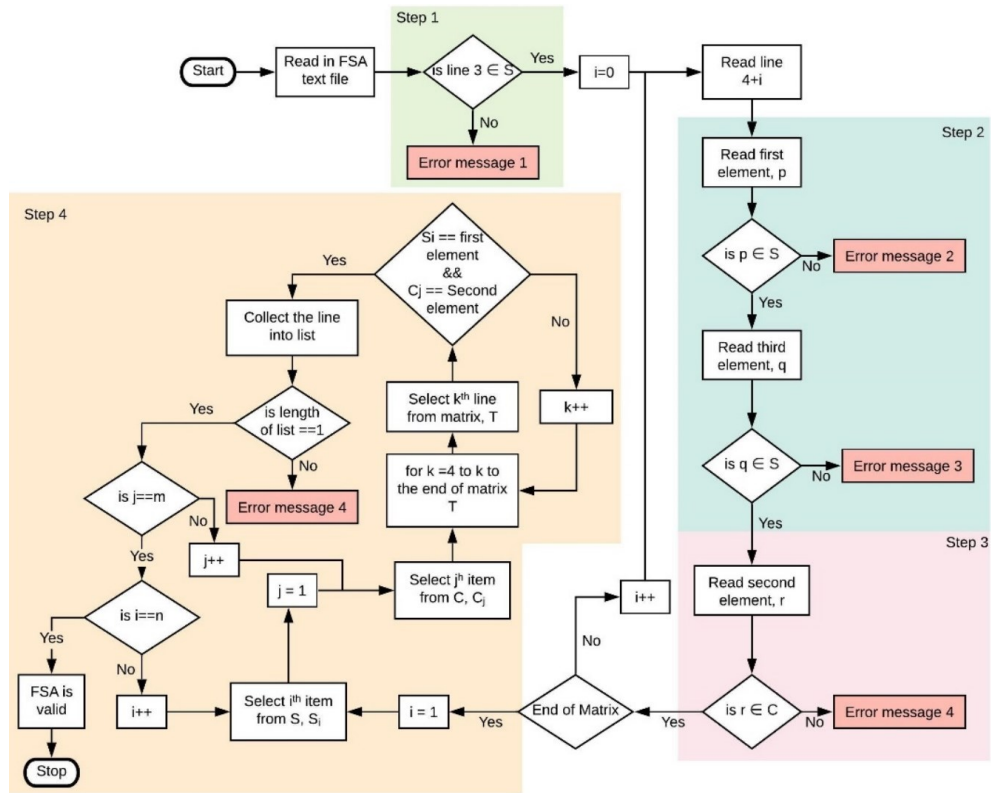 Step 1
Start
Read in FSA
text file
is line 3 ∈ S
Yes
i=0
Read line
4+i
No
Error message 1
Step 2
Read first
element, p
is p ∈ S
No
Error message 2
Yes
Read third
element, q
is q ∈ S
No
Error message 3
Yes
Step 3
Read second
element, r
is r ∈ C
No
Error message 4
Yes
End of Matrix
No
i++
Yes
i = 1
Step 4
Si == first
element
&&
Cj == Second
element
Yes
No
Collect the line
into list
k++
Select kth line
from matrix, T
is length
of list ==1
Yes
No
Error message 4
for k =4 to k to
the end of matrix
T
is j==m
No
Yes
j++
j = 1
Select jh item
from C, Cj
is i==n
Yes
No
FSA is
valid
i++
Select ith item
from S, Si
Stop